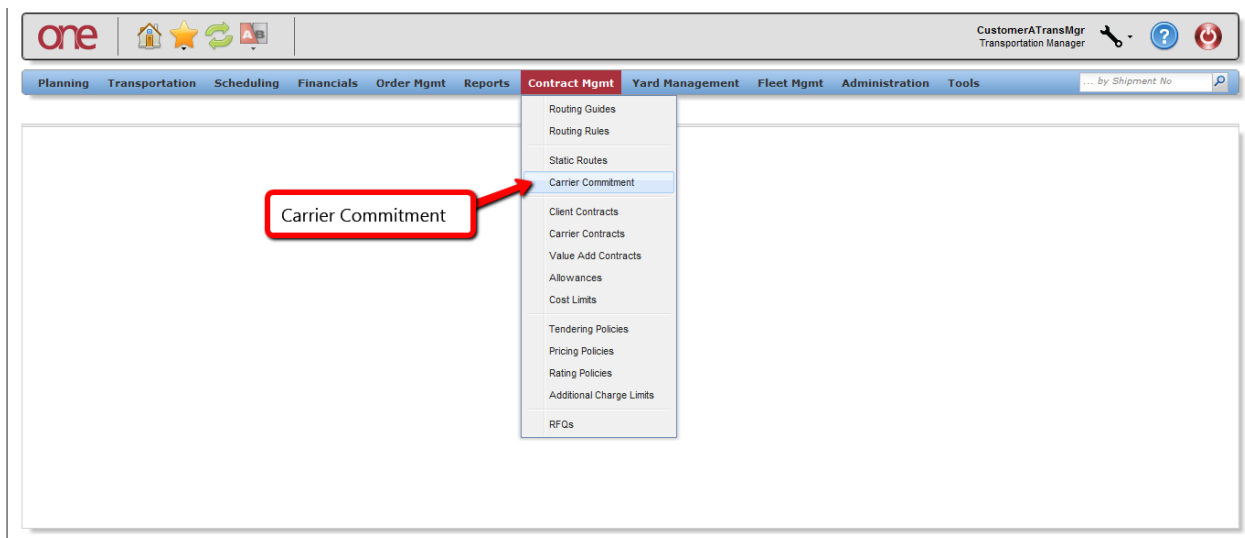 one
AB
CustomerATransMgr
Transportation Manager
?
Planning Transportation Scheduling Financials Order Mgmt Reports Contract Mgmt Yard Management Fleet Mgmt Administration Tools ... by Shipment No
Routing Guides
Routing Rules
Static Routes
Carrier Commitment
Carrier Commitment
Client Contracts
Carrier Contracts
Value Add Contracts
Allowances
Cost Limits
Tendering Policies
Pricing Policies
Rating Policies
Additional Charge Limits
RFQs